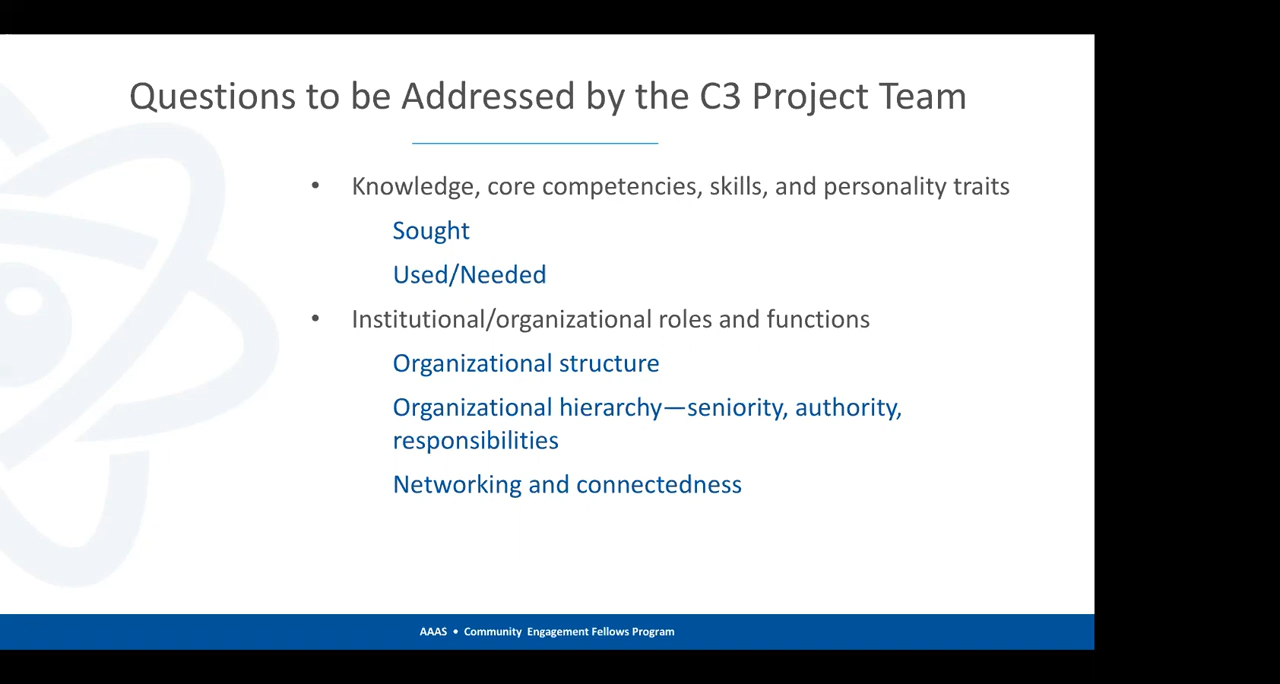 Questions to be Addressed by the C3 Project Team
• Knowledge, core competencies, skills, and personality traits
Sought
Used/Needed
• Institutional/organizational roles and functions
Organizational structure
Organizational hierarchy—seniority, authority,
responsibilities
Networking and connectedness
AAAS • Community Engagement Fellows Program